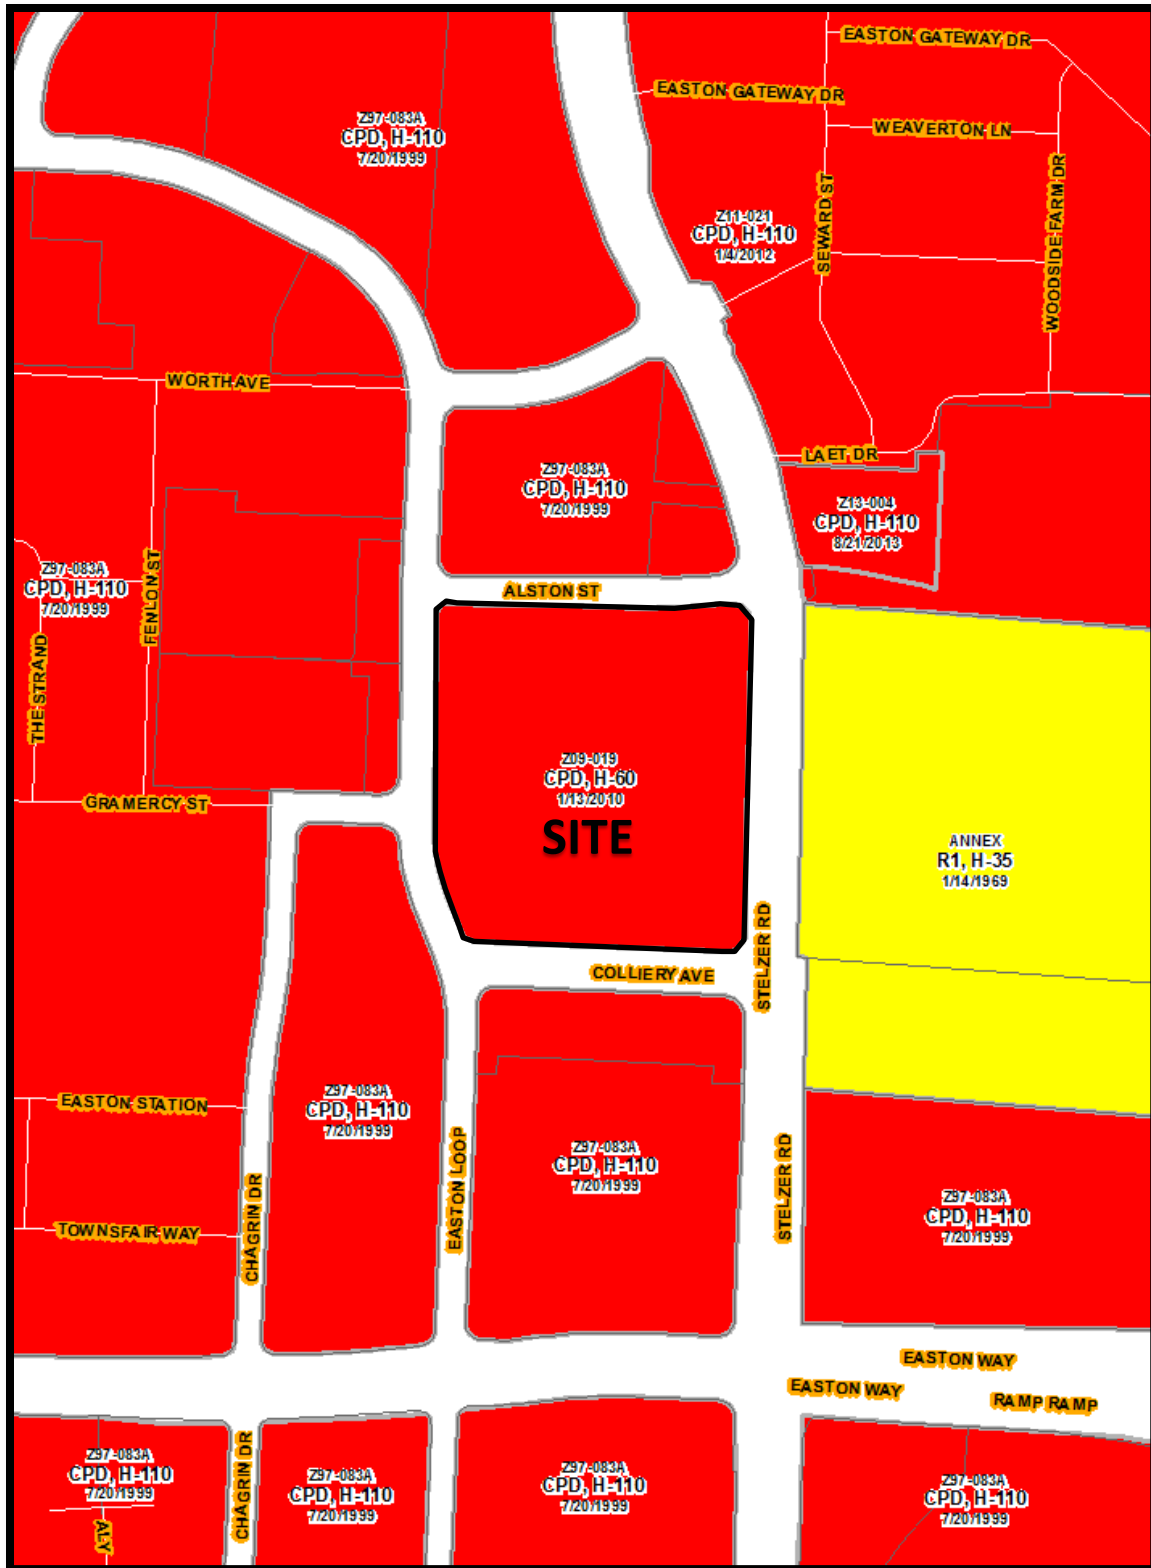 EASTON GATEWAY DR
EASTON GATEWAY DR
WEAVERTON LN
Z97-083A
CPD, H-110
7/20/1999
SEWARD ST
WOODSIDE FARM DR
Z11-021
CPD, H-110
1/4/2012
WORTH AVE
LAET DR
Z97-083A
CPD, H-110
7/20/1999
Z13-004
CPD, H-110
8/21/2013
Z97-083A
CPD, H-110
7/20/1999
FENLON ST
THE STRAND
ALSTON ST
Z09-019
CPD, H-60
1/13/2010
SITE
GRAMERCY ST
ANNEX
R1, H-35
1/14/1969
STELZER RD
COLLIERY AVE
EASTON STATION
Z97-083A
CPD, H-110
7/20/1999
EASTON LOOP
Z97-083A
CPD, H-110
7/20/1999
STELZER RD
Z97-083A
CPD, H-110
7/20/1999
TOWNSFAIR WAY
CHAGRIN DR
EASTON WAY
EASTON WAY
RAMP RAMP
Z97-083A
CPD, H-110
7/20/1999
ALY
CHAGRIN DR
Z97-083A
CPD, H-110
7/20/1999
Z97-083A
CPD, H-110
7/20/1999
Z97-083A
CPD, H-110
7/20/1999